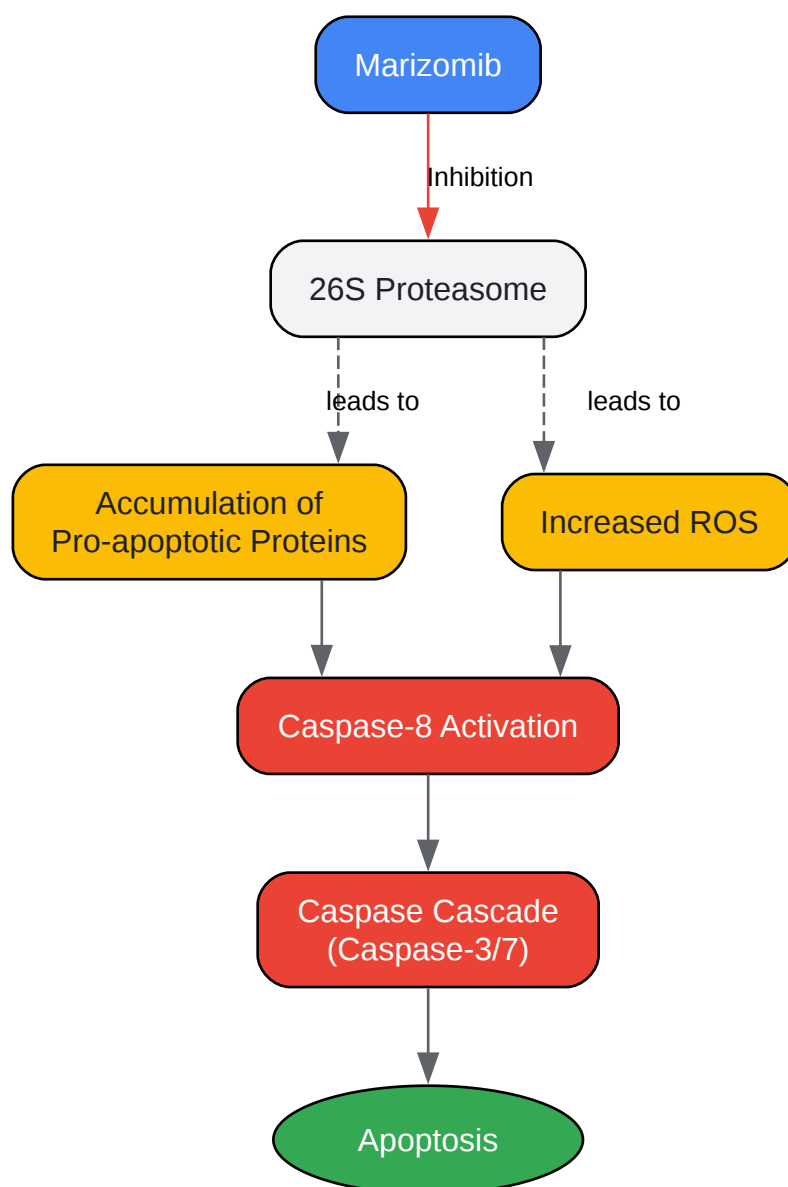 Marizomib
Inhibition
26S Proteasome
leads to
leads to
Accumulation of
Pro-apoptotic Proteins
Increased ROS
Caspase-8 Activation
Caspase Cascade
(Caspase-3/7)
Apoptosis